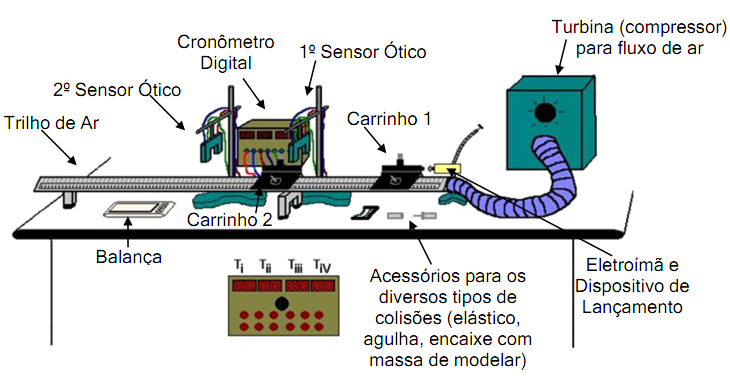 Turbina (compressor)
para fluxo de ar
Cronômetro
Digital
1º Sensor Ótico
2º Sensor Ótico
Trilho de Ar
Carrinho 1
Carrinho 2
Balança
Ti Tii Tiii TiV
Acessórios para os
diversos tipos de
colisões (elástico,
agulha, encaixe com
massa de modelar)
Eletroímã e
Dispositivo de
Lançamento